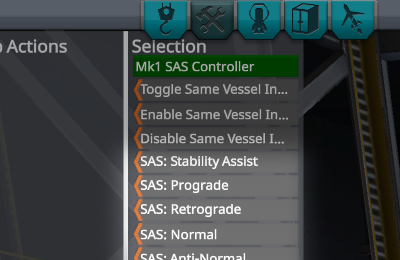 Actions
Selection
Mk1 SAS Controller
Toggle Same Vessel In...
Enable Same Vessel In...
Disable Same Vessel I...
SAS: Stability Assist
SAS: Prograde
SAS: Retrograde
SAS: Normal
SAS: Anti-Normal